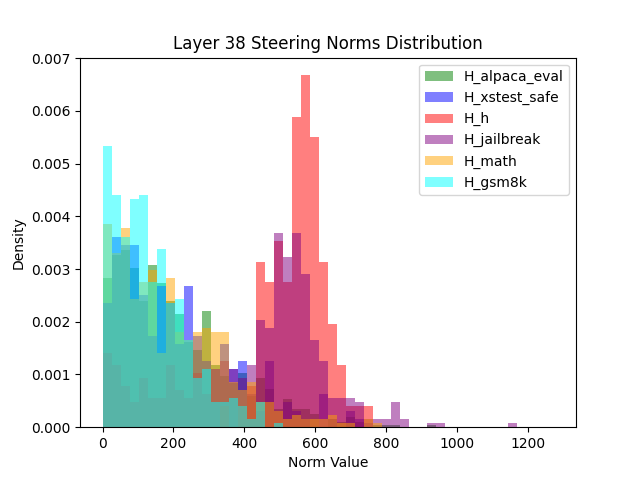 Layer 38 Steering Norms Distribution
0.007
0.006
0.005
0.004
0.003
0.002
0.001
0.000
Density
H_alpaca_eval
H_xstest_safe
H_h
H_jailbreak
H_math
H_gsm8k
0 200 400 600 800 1000 1200
Norm Value